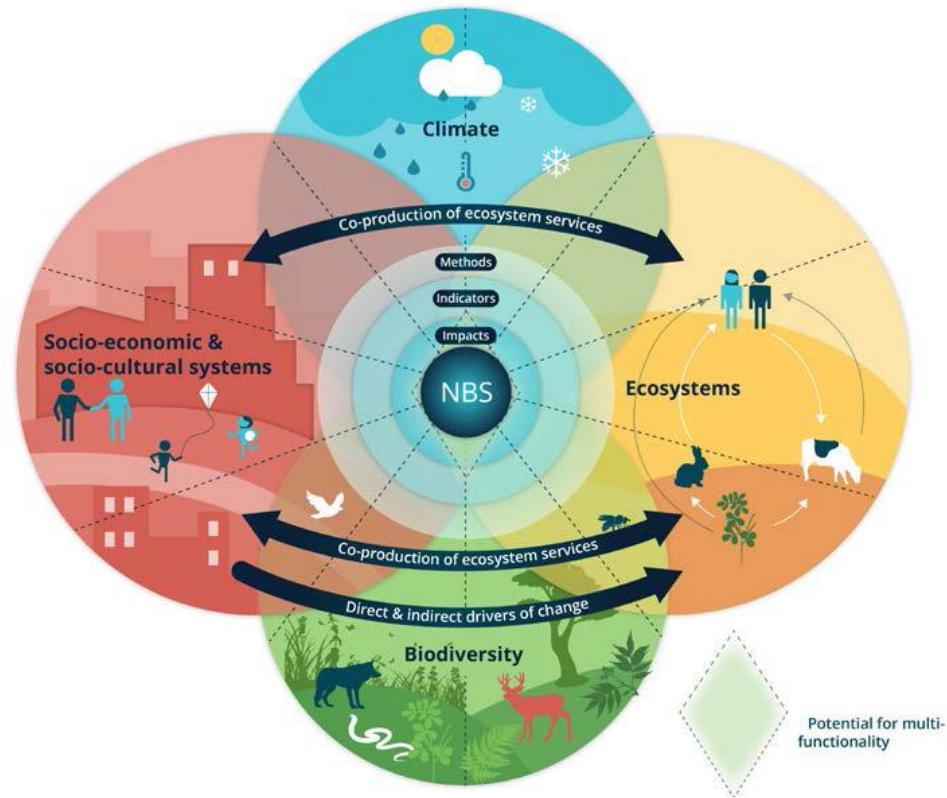 Climate
Co-production of ecosystem services
Methods
Indicators
Impacts
Socio-economic &
socio-cultural systems
NBS
Ecosystems
Co-production of ecosystem services
Direct & indirect drivers of change
Biodiversity
Potential for multi-
functionality